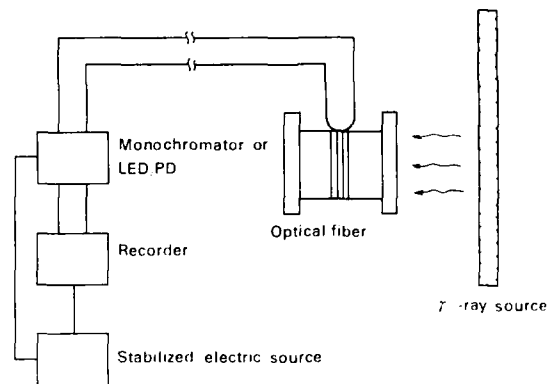 Monochromator or
LED,PD
Optical fiber
Recorder
γ -ray source
Stabilized electric source